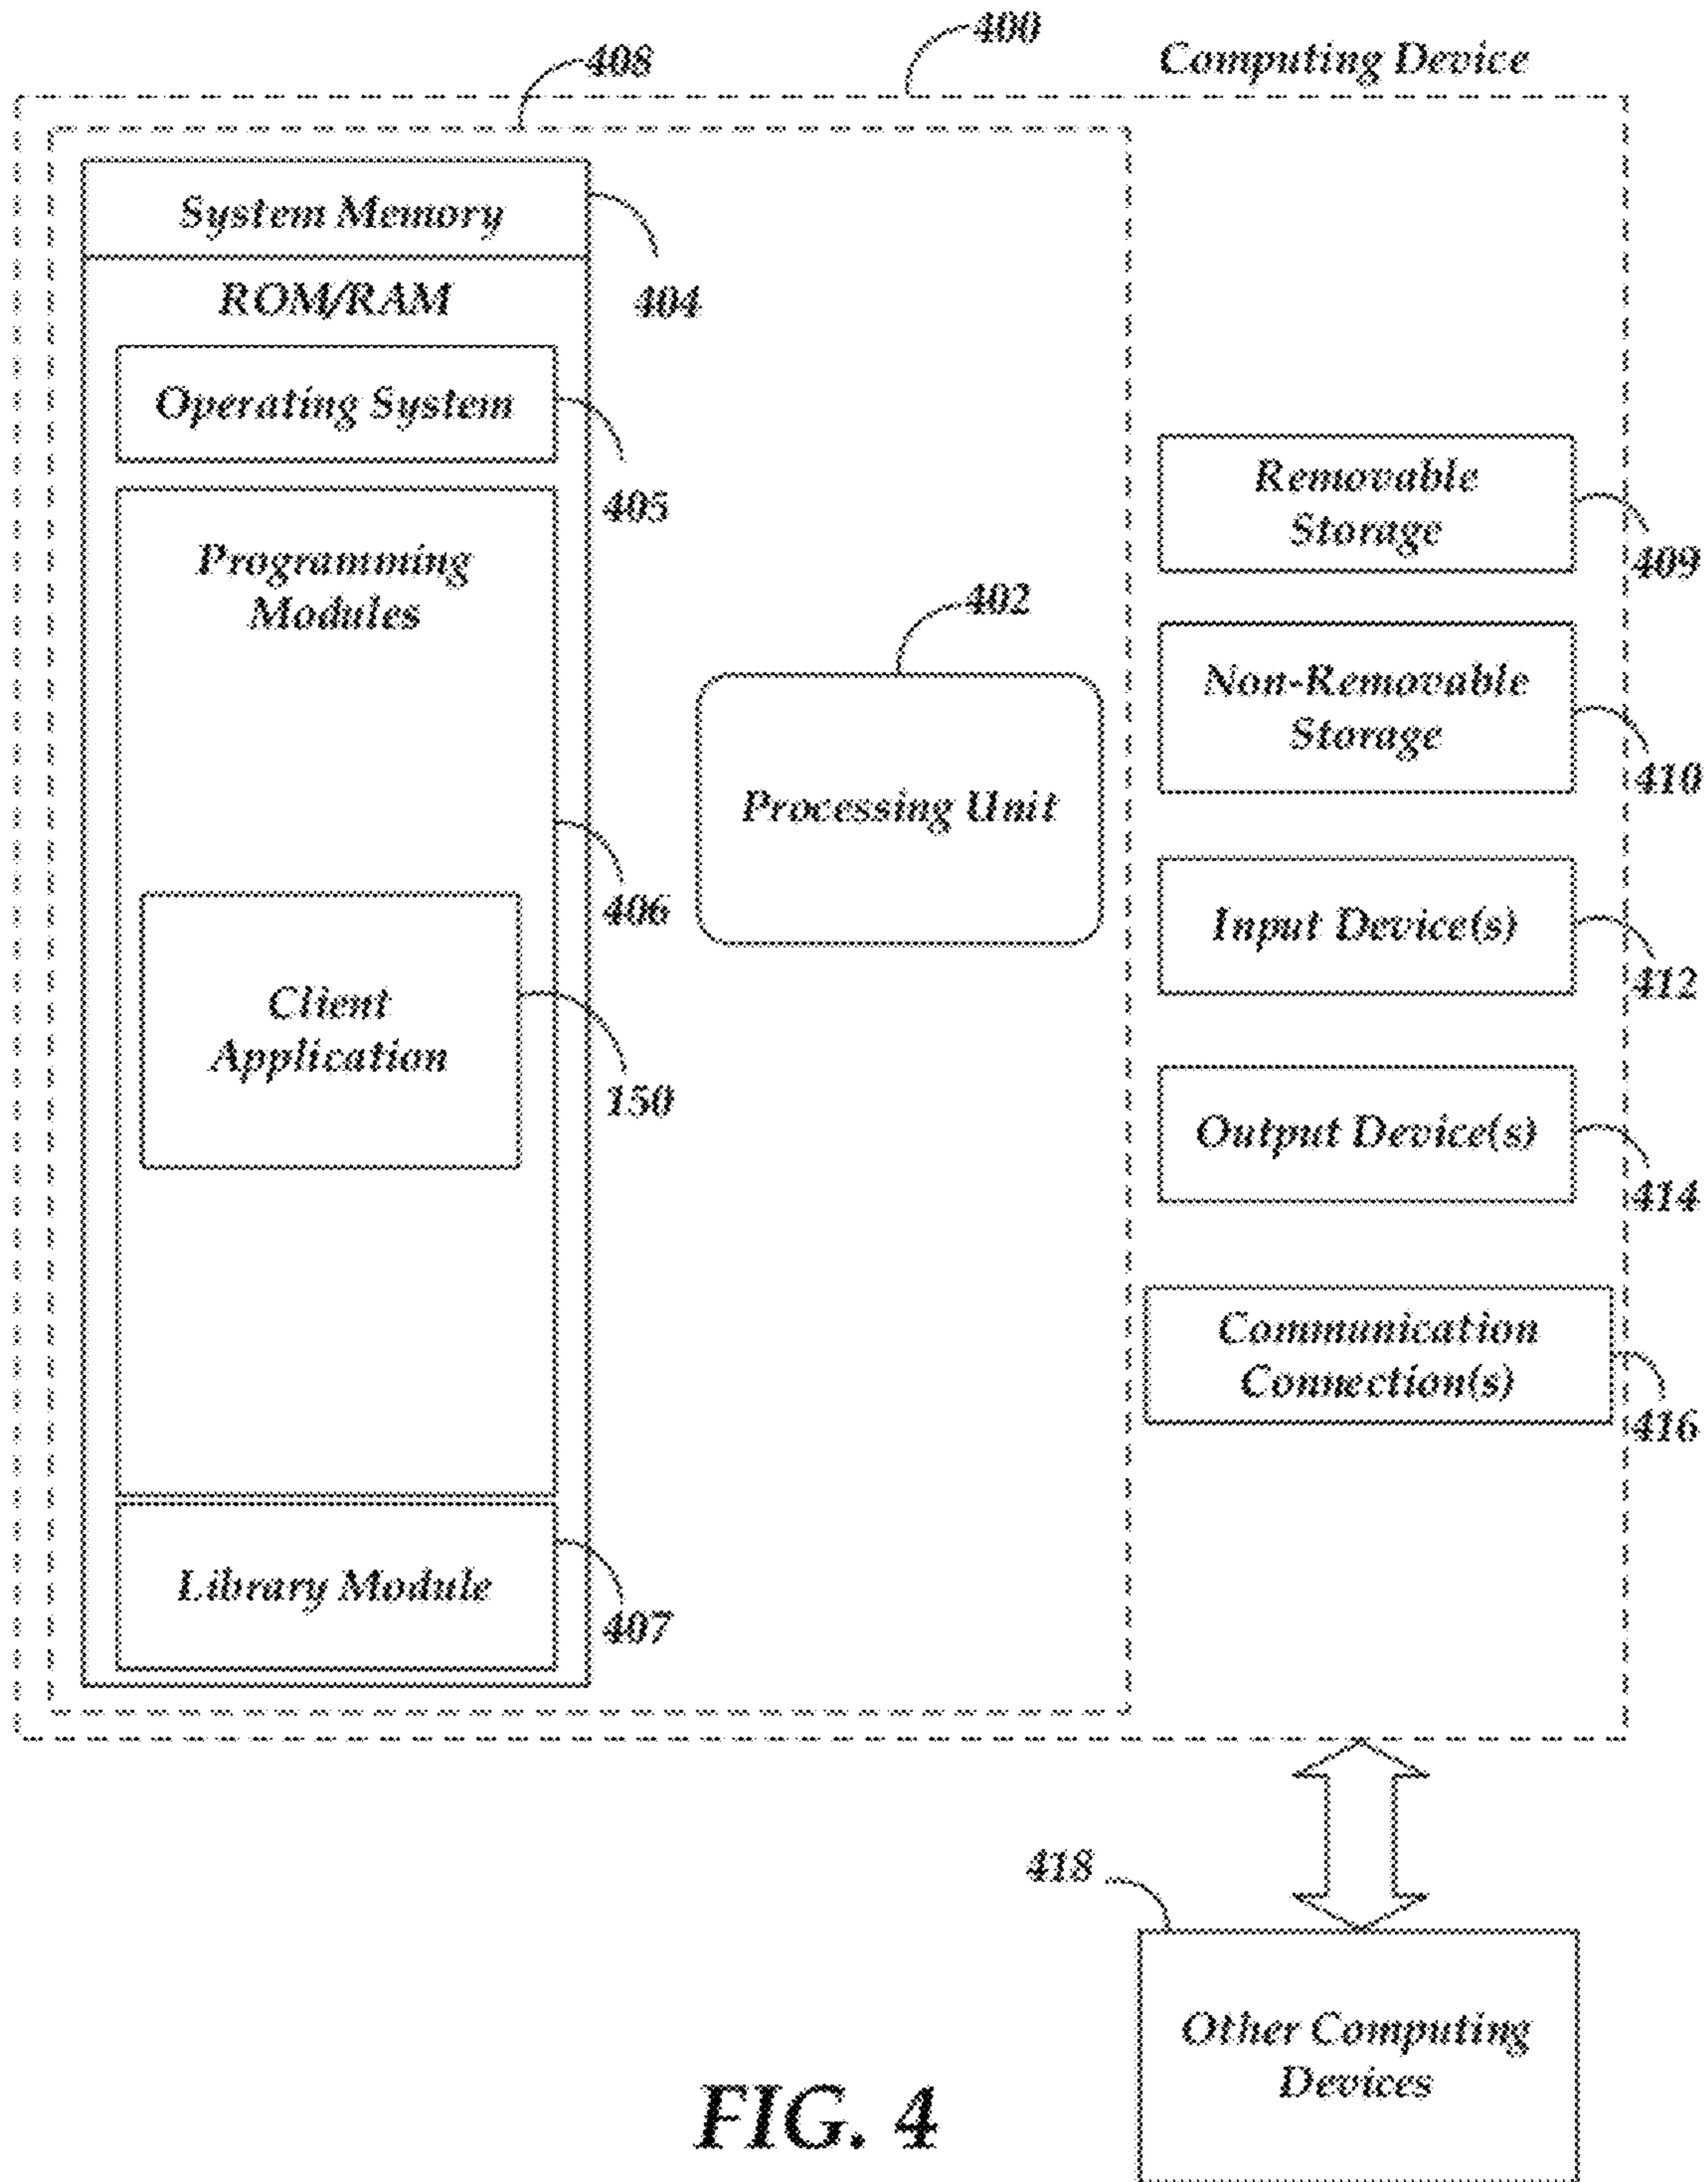 400
Computing Device
408
System Memory
404
ROM/RAM
Operating System
405
Programming
Modules
406
Client
Application
150
Library Module
407
402
Processing Unit
Removable
Storage
409
Non-Removable
Storage
410
Input Device(s)
412
Output Device(s)
414
Communication
Connection(s)
416
418
Other Computing
Devices
FIG. 4